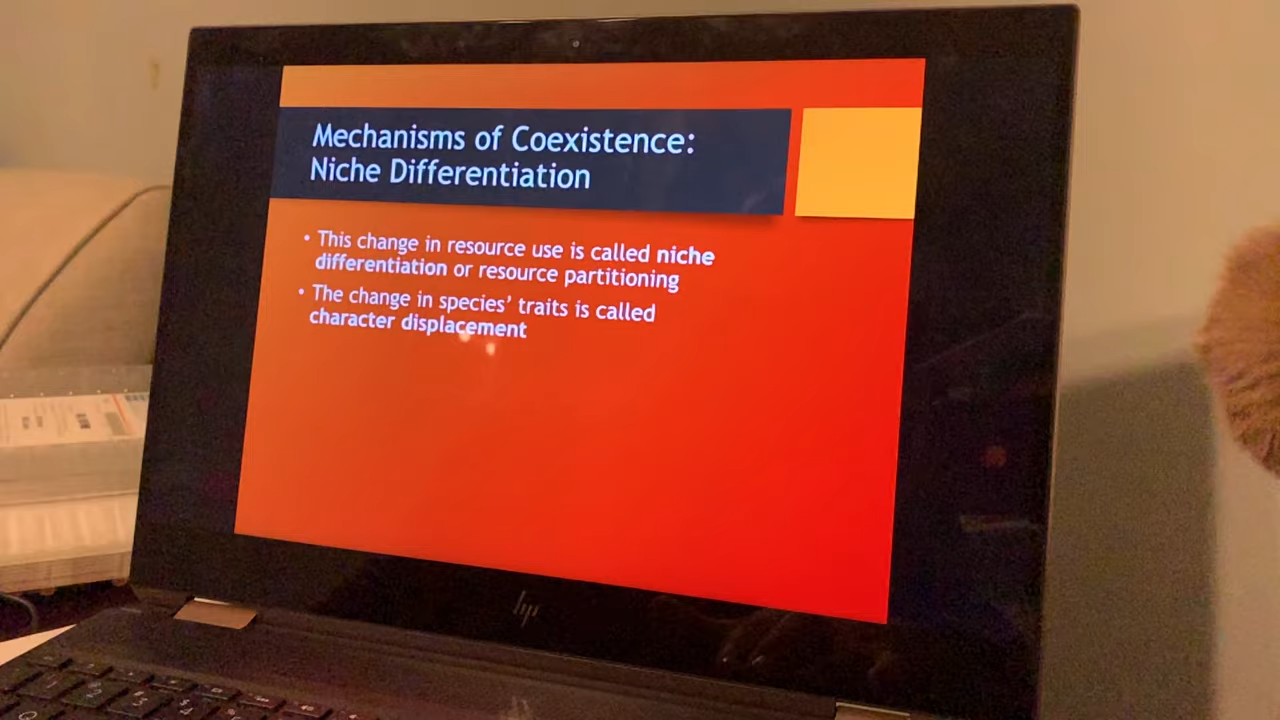 Mechanisms of Coexistence:
Niche Differentiation
• This change in resource use is called niche
differentiation or resource partitioning
• The change in species’ traits is called
character displacement
hp